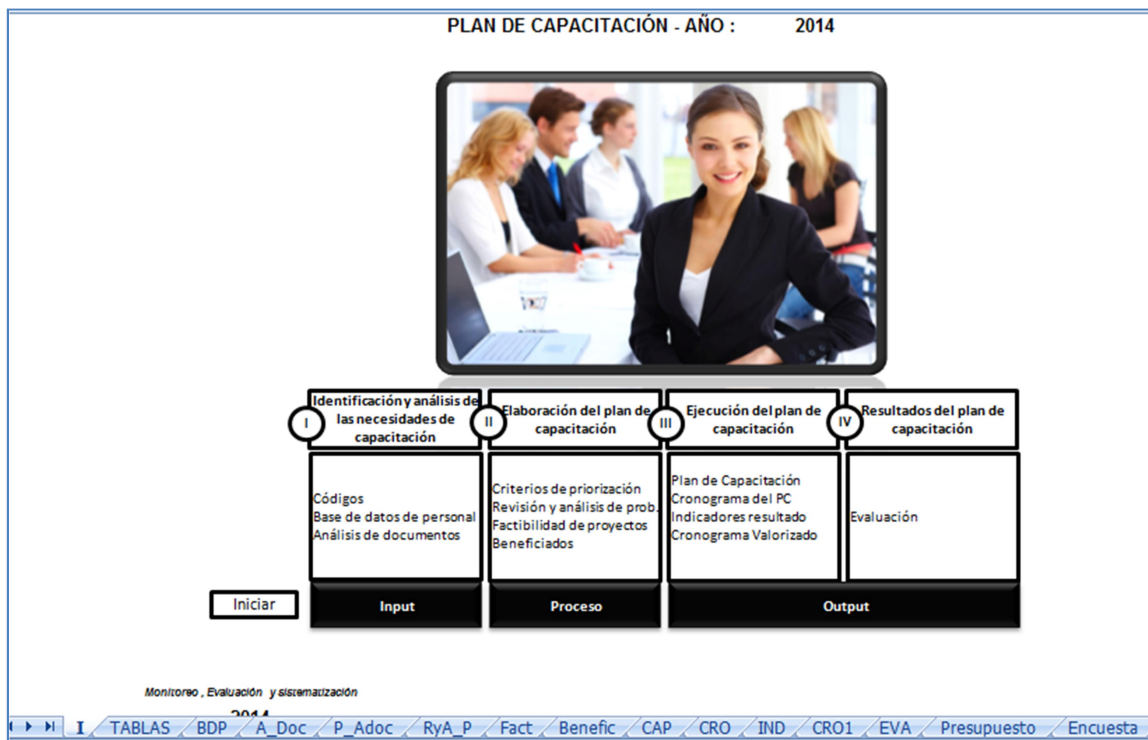 PLAN DE CAPACITACIÓN - AÑO : 2014
I
Identificación y análisis de
las necesidades de
capacitación
II
Elaboración del plan de
capacitación
III
Ejecución del plan de
capacitación
IV
Resultados del plan de
capacitación
Códigos
Base de datos de personal
Análisis de documentos
Criterios de priorización
Revisión y análisis de prob.
Factibilidad de proyectos
Beneficiados
Plan de Capacitación
Cronograma del PC
Indicadores resultado
Cronograma Valorizado
Evaluación
Iniciar
Input
Proceso
Output
Monitoreo , Evaluación y sistematización
2014
I TABLAS BDP A_Doc P_Adoc RyA_P Fact Benefic CAP CRO IND CRO1 EVA Presupuesto Encuesta